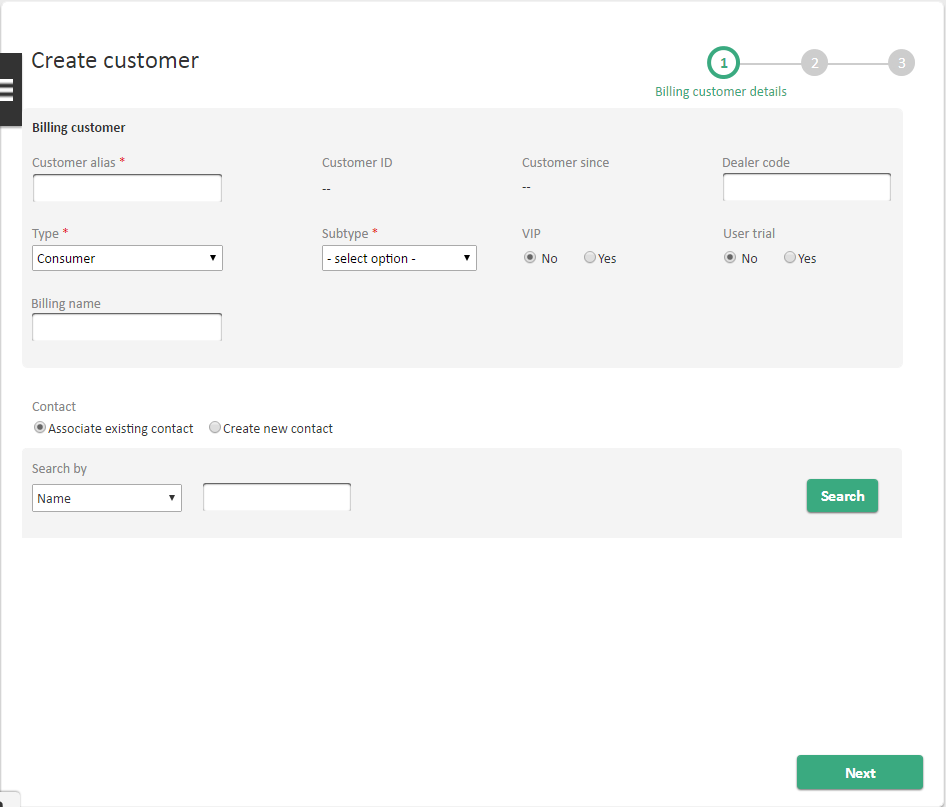 Create customer
1 2 3
Billing customer details
Billing customer
Customer alias * Customer ID Customer since Dealer code
-- --
Type * Subtype * VIP User trial
Consumer - select option - No Yes No Yes
Billing name
Contact
Associate existing contact Create new contact
Search by
Name Search
Next